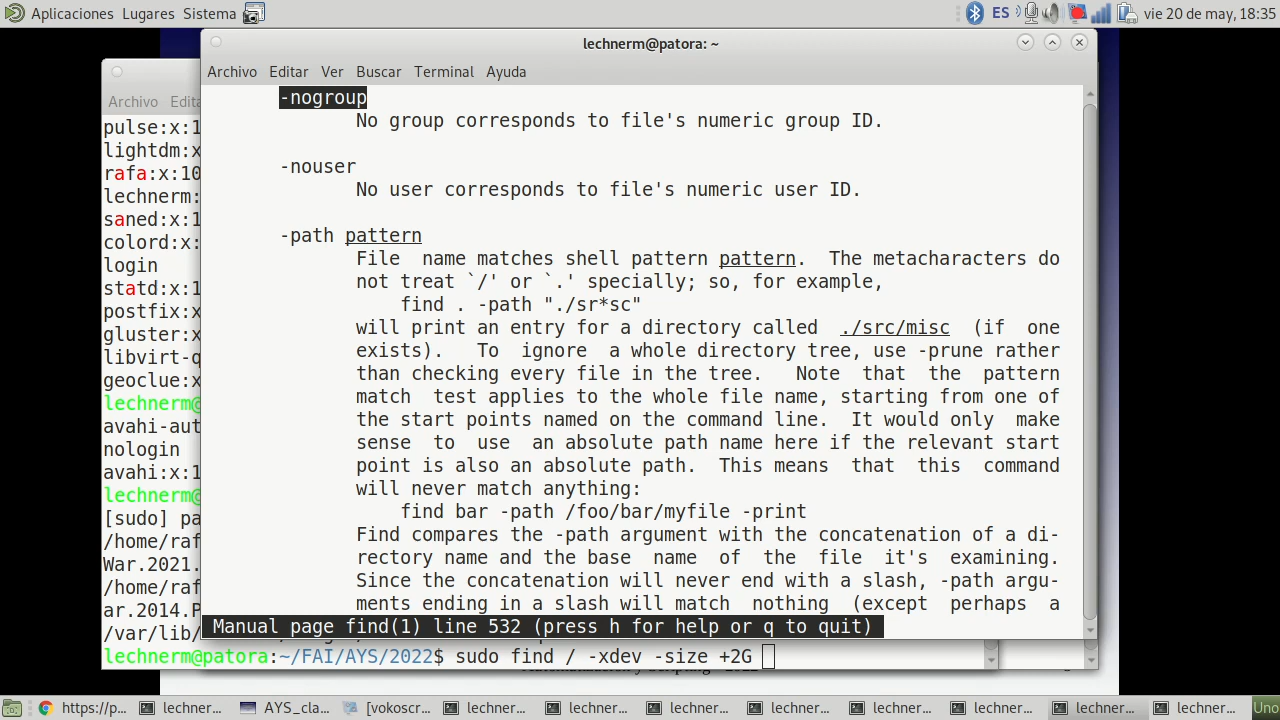 Aplicaciones Lugares Sistema
ES
vie 20 de may, 18:35
lechnerm@patora: ~
Archivo Editar Ver Buscar Terminal Ayuda
-nogroup
No group corresponds to file's numeric group ID.
-nouser
No user corresponds to file's numeric user ID.
-path pattern
File name matches shell pattern pattern. The metacharacters do
not treat `/' or `.' specially; so, for example,
find . -path "./sr*sc"
will print an entry for a directory called ./src/misc (if one
exists). To ignore a whole directory tree, use -prune rather
than checking every file in the tree. Note that the pattern
match test applies to the whole file name, starting from one of
the start points named on the command line. It would only make
sense to use an absolute path name here if the relevant start
point is also an absolute path. This means that this command
will never match anything:
find bar -path /foo/bar/myfile -print
Find compares the -path argument with the concatenation of a di-
rectory name and the base name of the file it's examining.
Since the concatenation will never end with a slash, -path argu-
ments ending in a slash will match nothing (except perhaps a
Manual page find(1) line 532 (press h for help or q to quit)
Archivo Edita
pulse:x:1
lightdm:x
rafa:x:10
lechnerm:
saned:x:1
colord:x:
login
statd:x:1
postfix:x
gluster:x
libvirt-q
geoclue:x
lechnerm@
avahi-aut
nologin
avahi:x:1
lechnerm@
[sudo] pa
/home/raf
War.2021.
/home/raf
ar.2014.P
/var/lib/
lechnerm@patora:~/FAI/AYS/2022$ sudo find / -xdev -size +2G
https://p...
lechner...
AYS_cla...
[vokoscr...
lechner...
lechner...
lechner...
lechner...
lechner...
lechner...
lechner...
lechner...
Uno